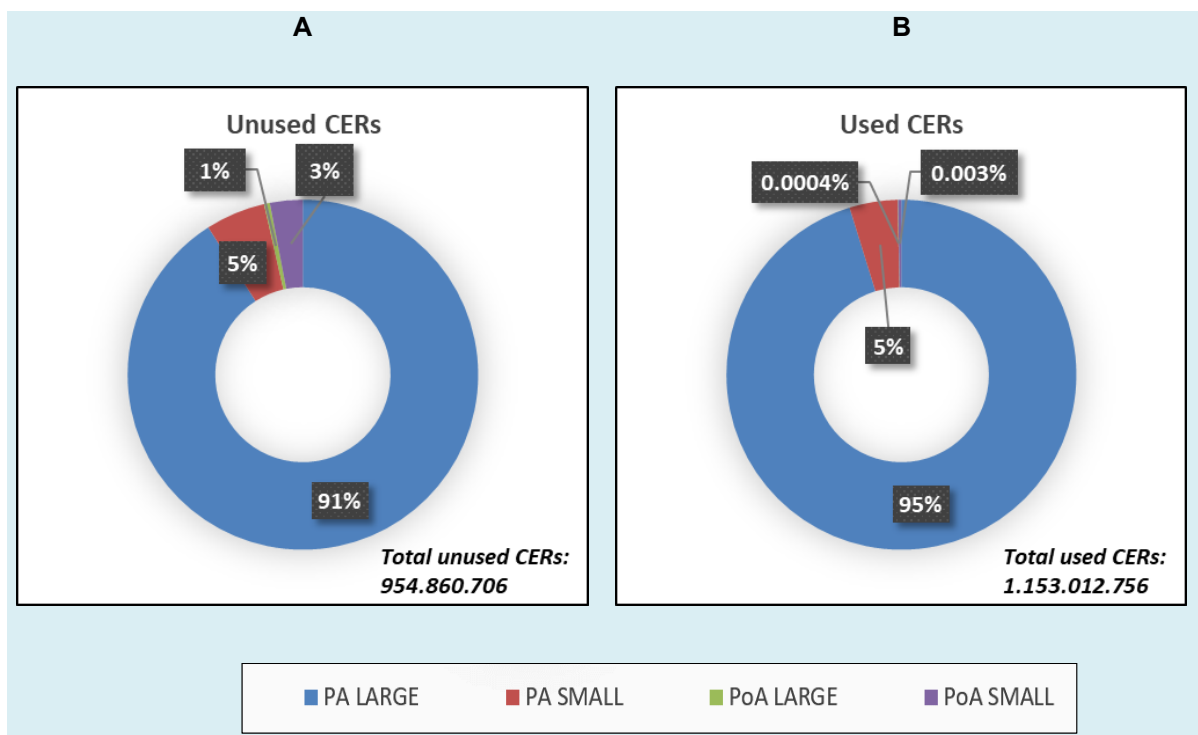 A
B
Unused CERs
1%
3%
5%
91%
Total unused CERs:
954.860.706
Used CERs
0.0004%
0.003%
5%
95%
Total used CERs:
1.153.012.756
PA LARGE
PA SMALL
PoA LARGE
PoA SMALL